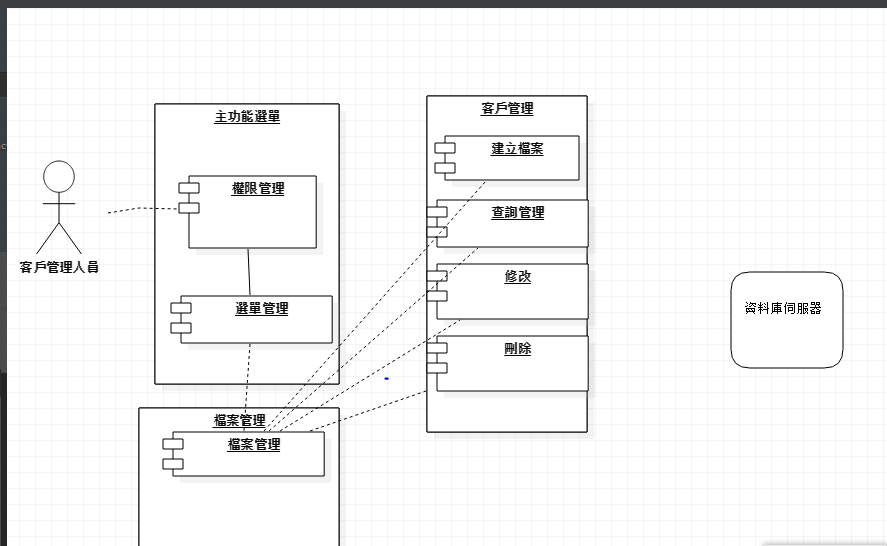 主功能選單
權限管理
選單管理
客戶管理人員
檔案管理
檔案管理
客戶管理
建立檔案
查詢管理
修改
刪除
資料庫伺服器